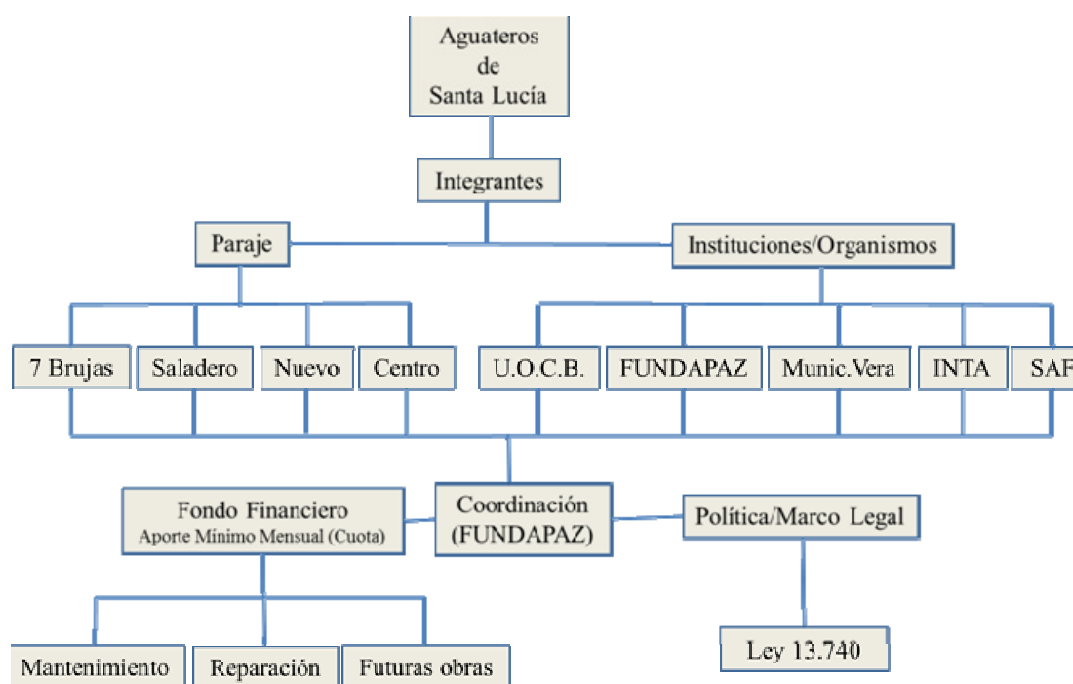 Aguateros
de
Santa Lucía
Integrantes
Paraje
Instituciones/Organismos
7 Brujas
Saladero
Nuevo
Centro
U.O.C.B.
FUNDAPAZ
Munic.Vera
INTA
SAF
Fondo Financiero
Aporte Mínimo Mensual (Cuota)
Coordinación
(FUNDAPAZ)
Política/Marco Legal
Mantenimiento
Reparación
Futuras obras
Ley 13.740